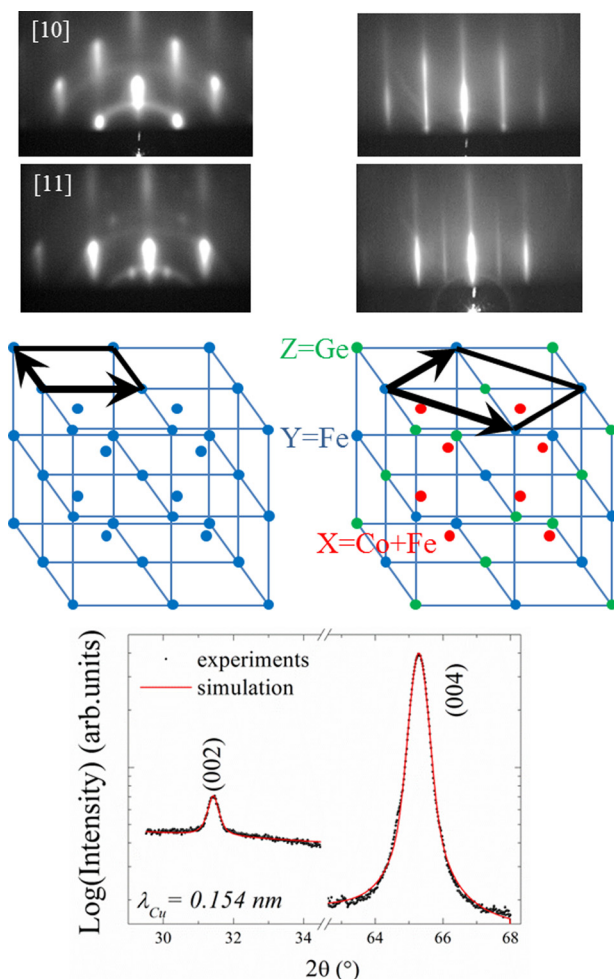 [10]
[11]
Z=Ge
Y=Fe
X=Co+Fe
Log(Intensity) (arb.units)
experiments
simulation
(002)
(004)
λCu= 0.154 nm
30 32 34 64 66 68
2θ (°)